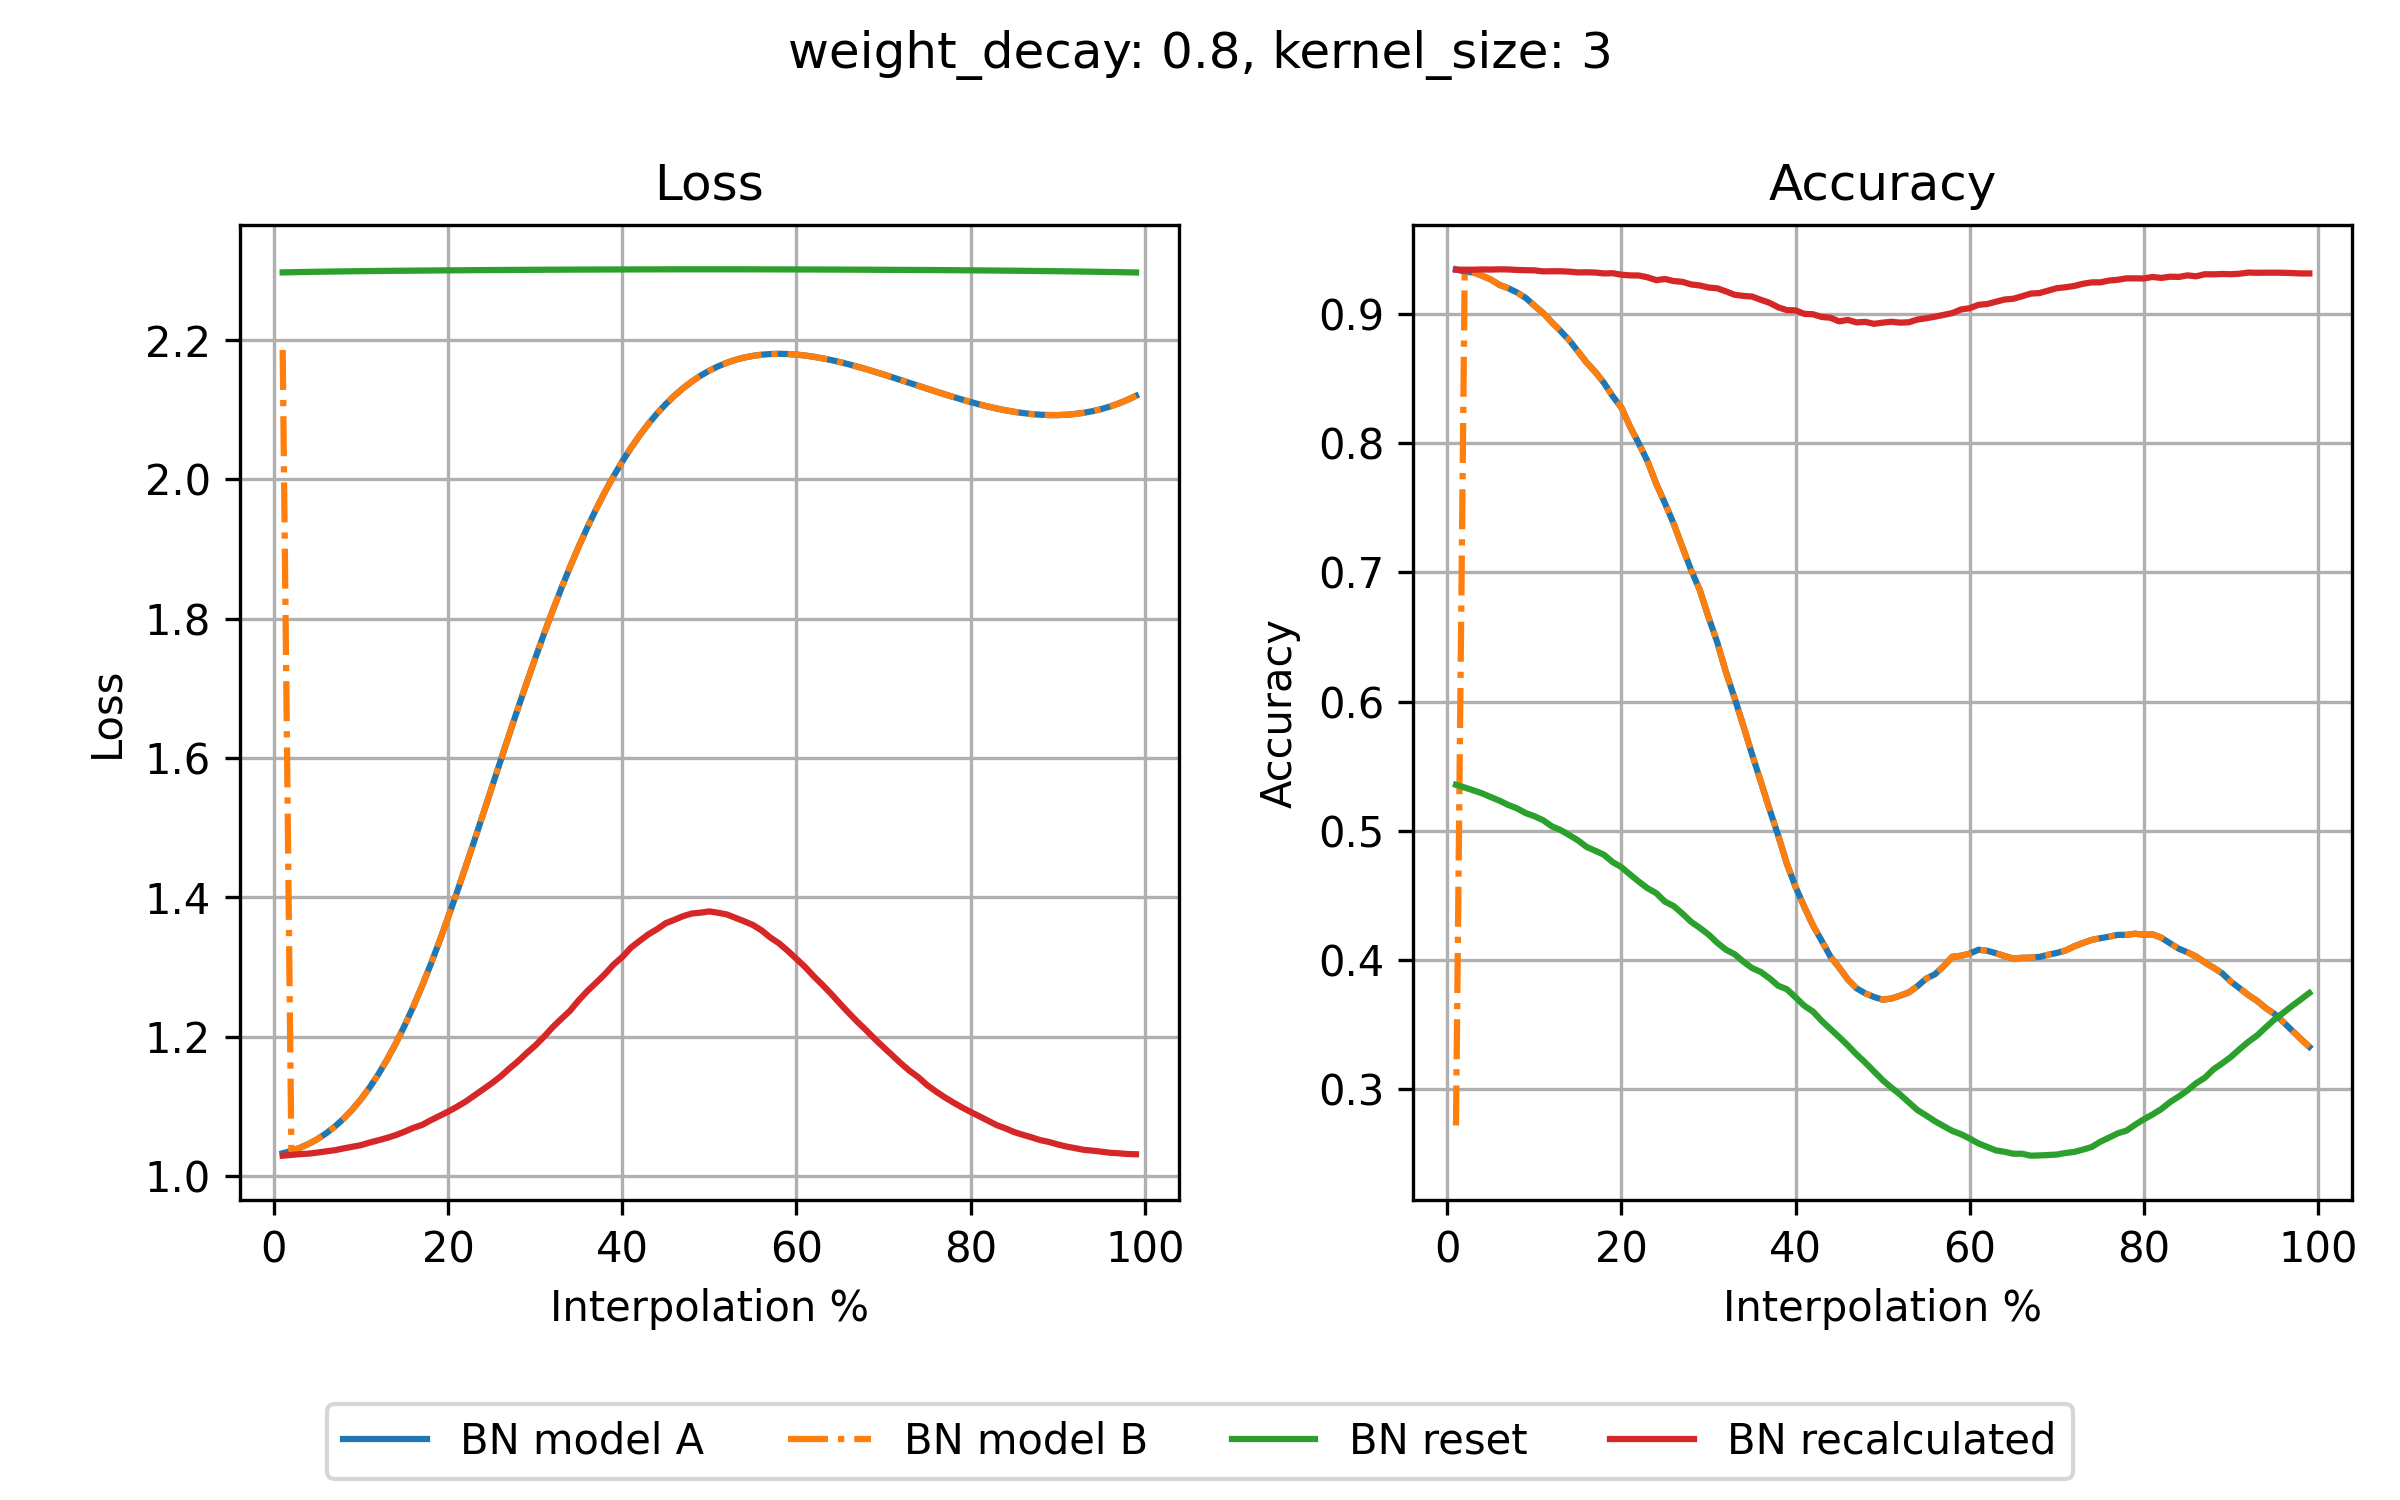 weight_decay: 0.8, kernel_size: 3
Loss
Loss
2.2
2.0
1.8
1.6
1.4
1.2
1.0
0 20 40 60 80 100
Interpolation %
Accuracy
Accuracy
0.9
0.8
0.7
0.6
0.5
0.4
0.3
0 20 40 60 80 100
Interpolation %
BN model A BN model B BN reset BN recalculated